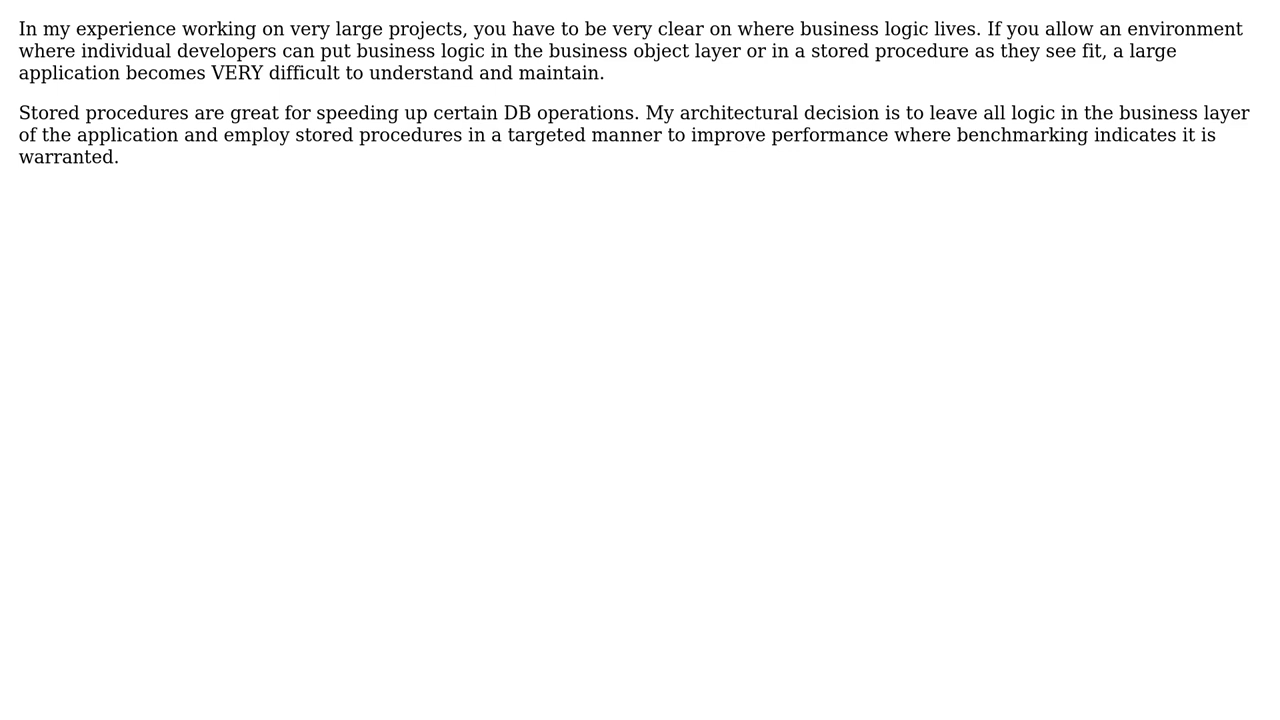 In my experience working on very large projects, you have to be very clear on where business logic lives. If you allow an environment
where individual developers can put business logic in the business object layer or in a stored procedure as they see fit, a large
application becomes VERY difficult to understand and maintain.
Stored procedures are great for speeding up certain DB operations. My architectural decision is to leave all logic in the business layer
of the application and employ stored procedures in a targeted manner to improve performance where benchmarking indicates it is
warranted.